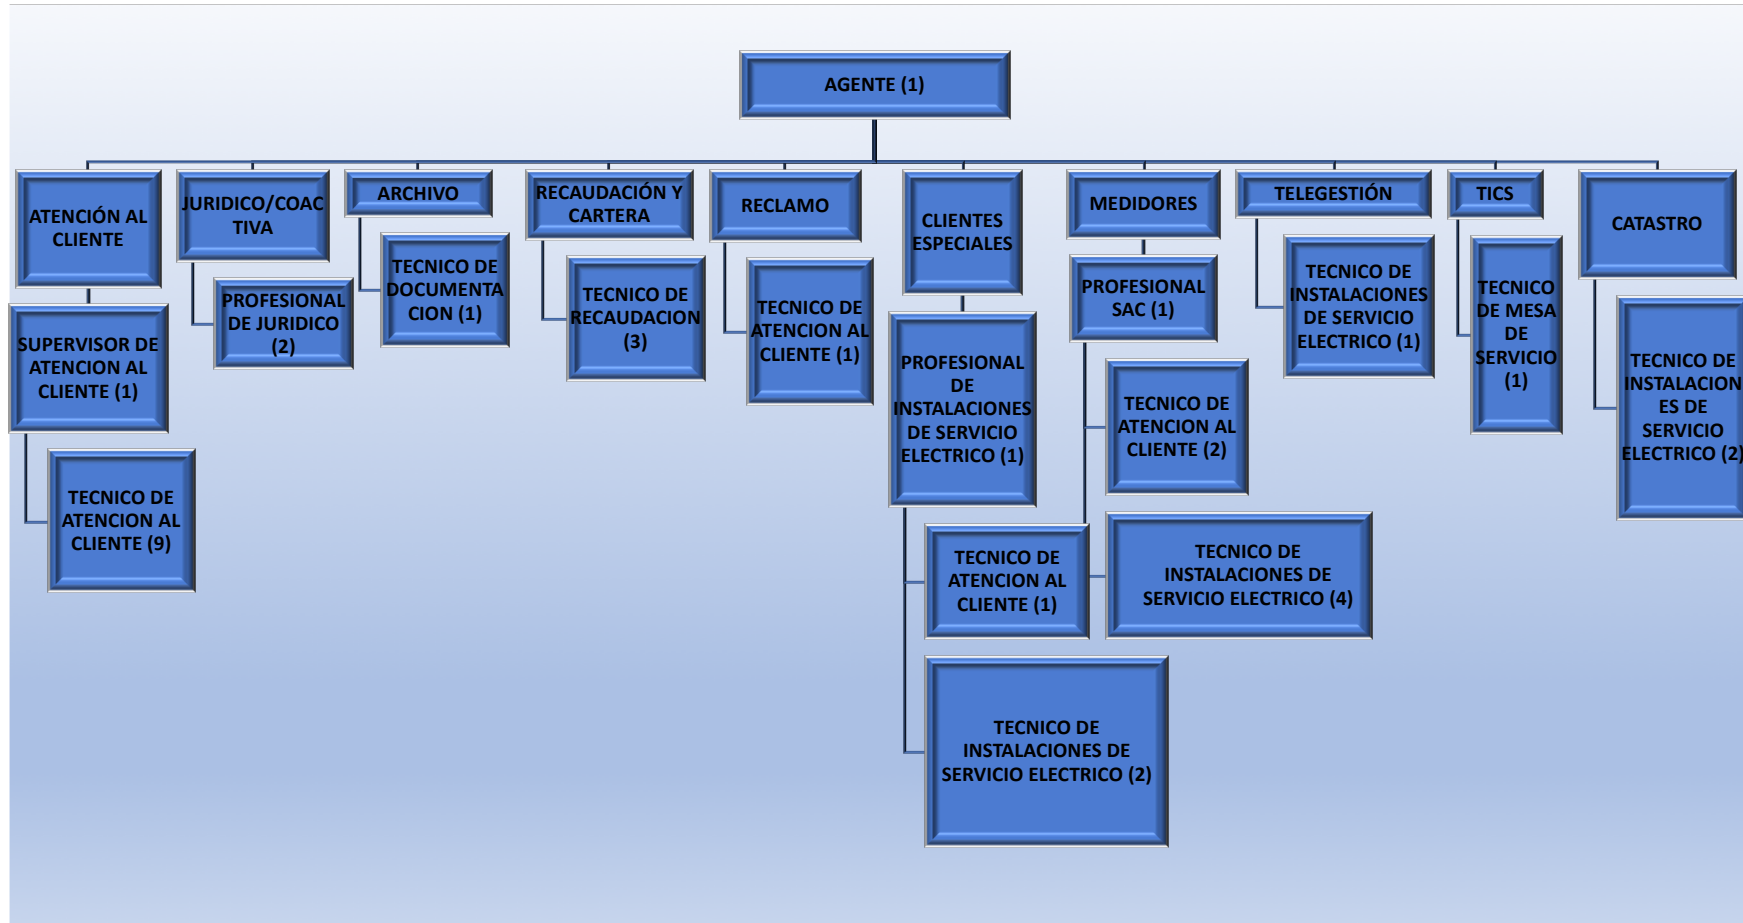 AGENTE (1)
ATENCIÓN AL
CLIENTE
SUPERVISOR DE
ATENCION AL
CLIENTE (1)
TECNICO DE
ATENCION AL
CLIENTE (9)
JURIDICO/COAC
TIVA
PROFESIONAL
DE JURIDICO
(2)
ARCHIVO
TECNICO DE
DOCUMENTA
CION (1)
RECAUDACIÓN Y
CARTERA
TECNICO DE
RECAUDACION
(3)
RECLAMO
TECNICO DE
ATENCION AL
CLIENTE (1)
CLIENTES
ESPECIALES
PROFESIONAL
DE
INSTALACIONES
DE SERVICIO
ELECTRICO (1)
TECNICO DE
ATENCION AL
CLIENTE (1)
TECNICO DE
INSTALACIONES DE
SERVICIO ELECTRICO (2)
MEDIDORES
PROFESIONAL
SAC (1)
TECNICO DE
ATENCION AL
CLIENTE (2)
TECNICO DE
INSTALACIONES DE
SERVICIO ELECTRICO (4)
TELEGESTIÓN
TECNICO DE
INSTALACIONES
DE SERVICIO
ELECTRICO (1)
TICS
TECNICO
DE MESA
DE
SERVICIO
(1)
CATASTRO
TECNICO DE
INSTALACION
ES DE
SERVICIO
ELECTRICO (2)